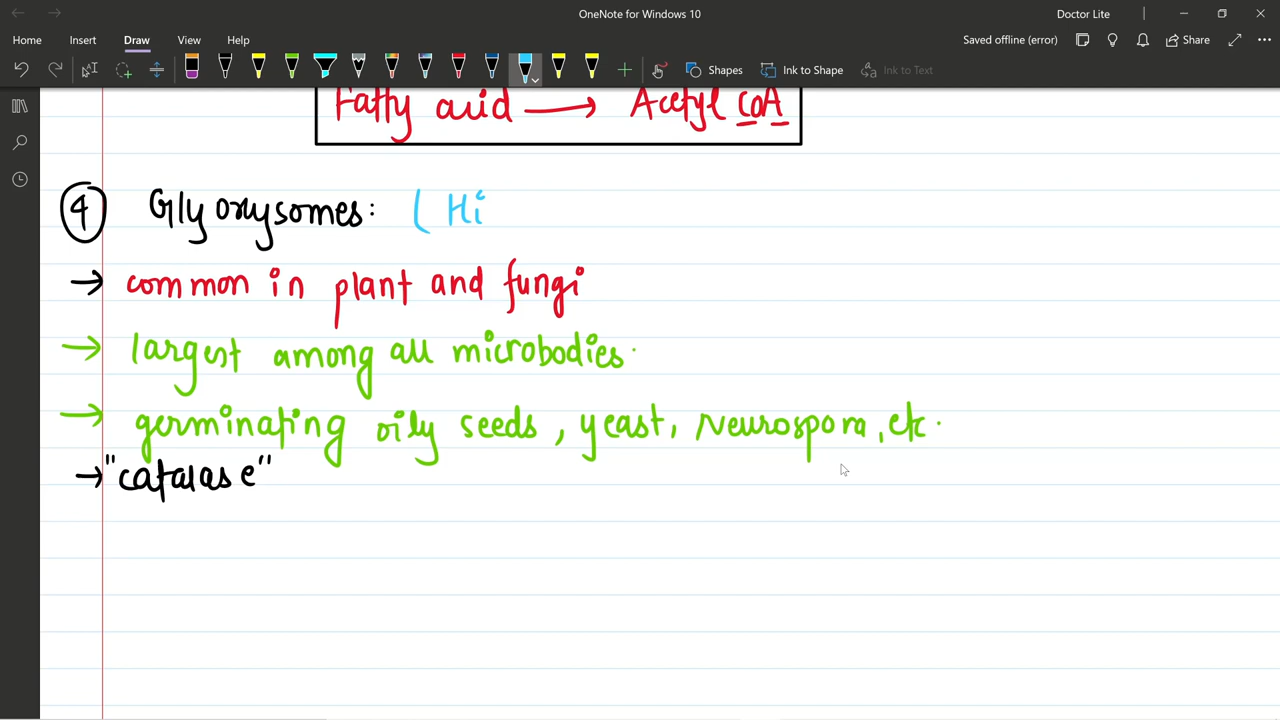 OneNote for Windows 10
Doctor Lite
Home Insert Draw View Help
Saved offline (error)
Share
Shapes
Ink to Shape
Ink to Text
Fatty acid → Acetyl CoA
4 Glyoxysomes: ( Hi
→ common in plant and fungi
→ largest among all microbodies.
→ germinating oily seeds, yeast, Neurospora, etc.
→ "catalase"